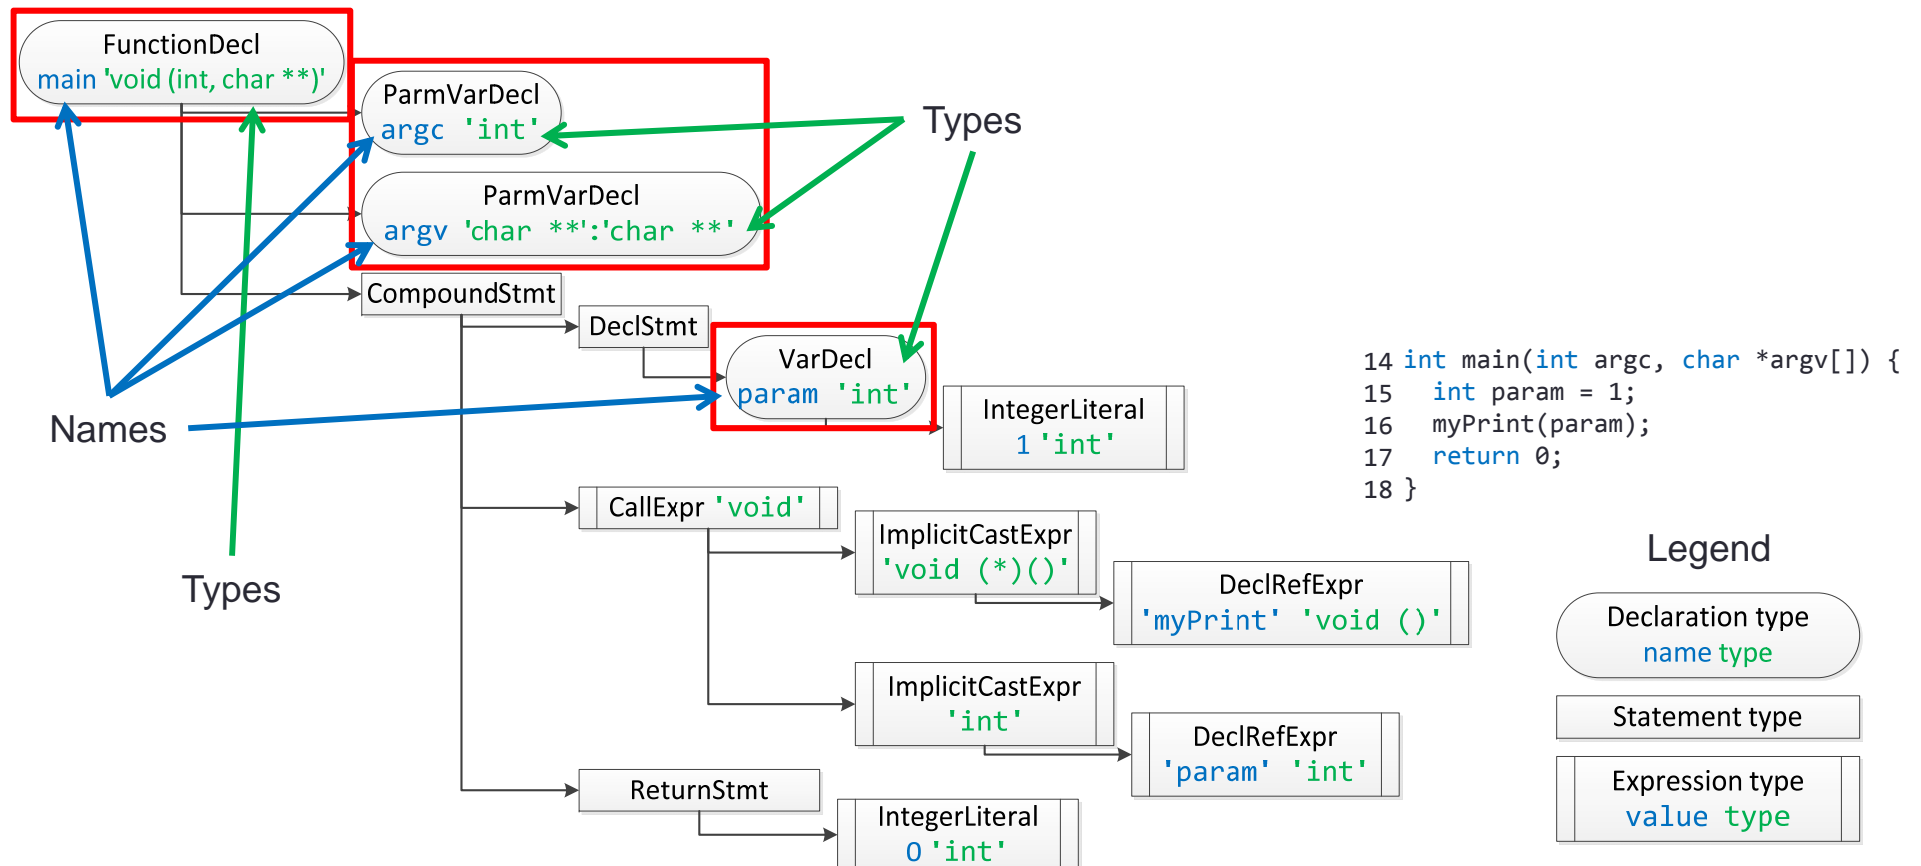 FunctionDecl
main 'void (int, char **)'
ParmVarDecl
argc 'int'
Types
ParmVarDecl
argv 'char **':'char **'
CompoundStmt
DeclStmt
VarDecl
param 'int'
Names
IntegerLiteral
1 'int'
14 int main(int argc, char *argv[]) {
15 int param = 1;
16 myPrint(param);
17 return 0;
18 }
CallExpr 'void'
ImplicitCastExpr
'void (*)()'
Types
DeclRefExpr
'myPrint' 'void ()'
ImplicitCastExpr
'int'
DeclRefExpr
'param' 'int'
ReturnStmt
IntegerLiteral
0 'int'
Legend
Declaration type
name type
Statement type
Expression type
value type